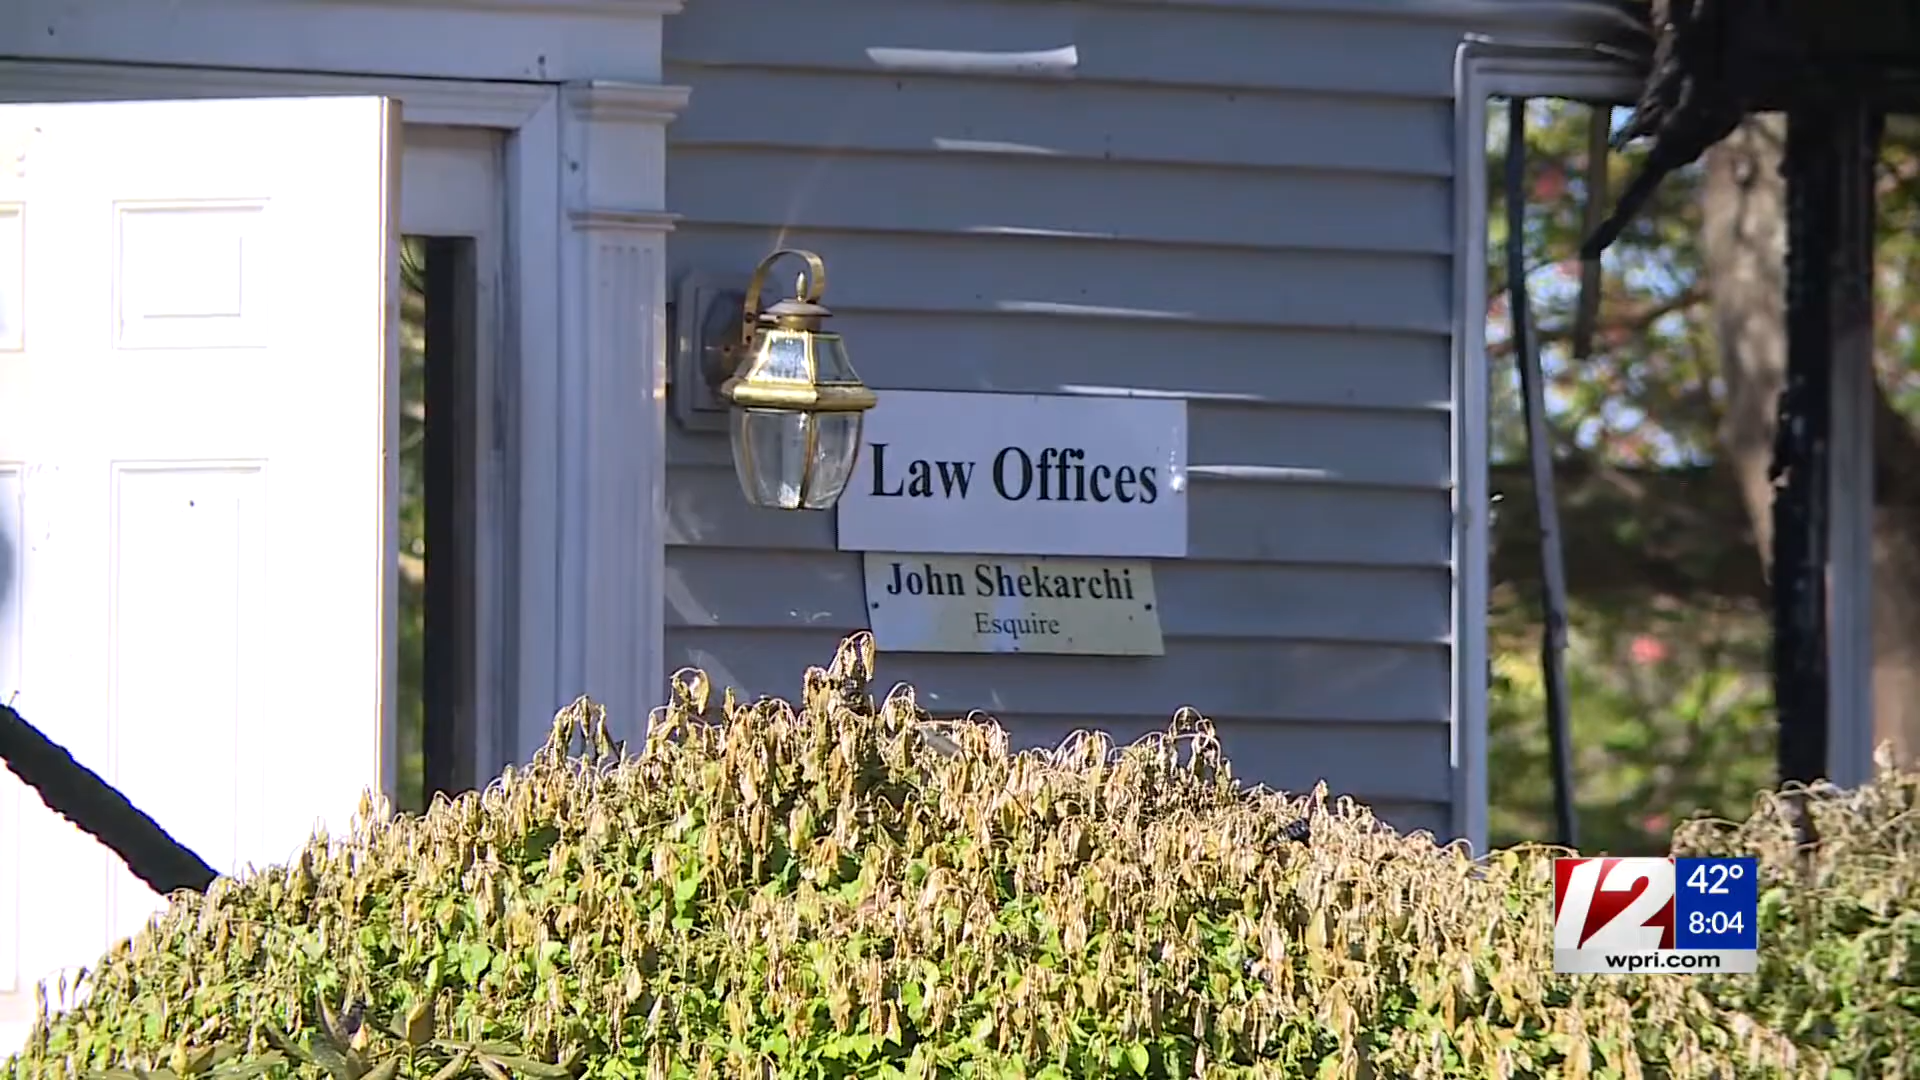 Law Offices
John Shekarchi
Esquire
12
42°
8:04
wpri.com